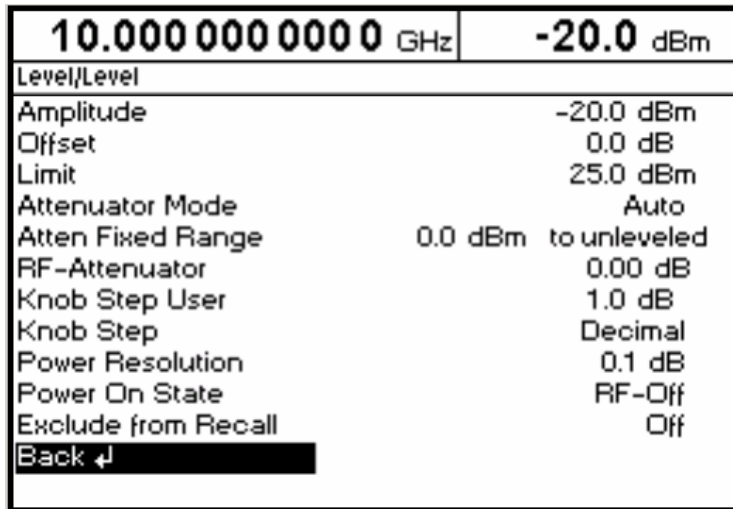 10.000 000 000 0 GHz -20.0 dBm
Level/Level
Amplitude -20.0 dBm
Offset 0.0 dB
Limit 25.0 dBm
Attenuator Mode Auto
Atten Fixed Range 0.0 dBm to unleveled
RF-Attenuator 0.00 dB
Knob Step User 1.0 dB
Knob Step Decimal
Power Resolution 0.1 dB
Power On State RF-Off
Exclude from Recall Off
Back ↵